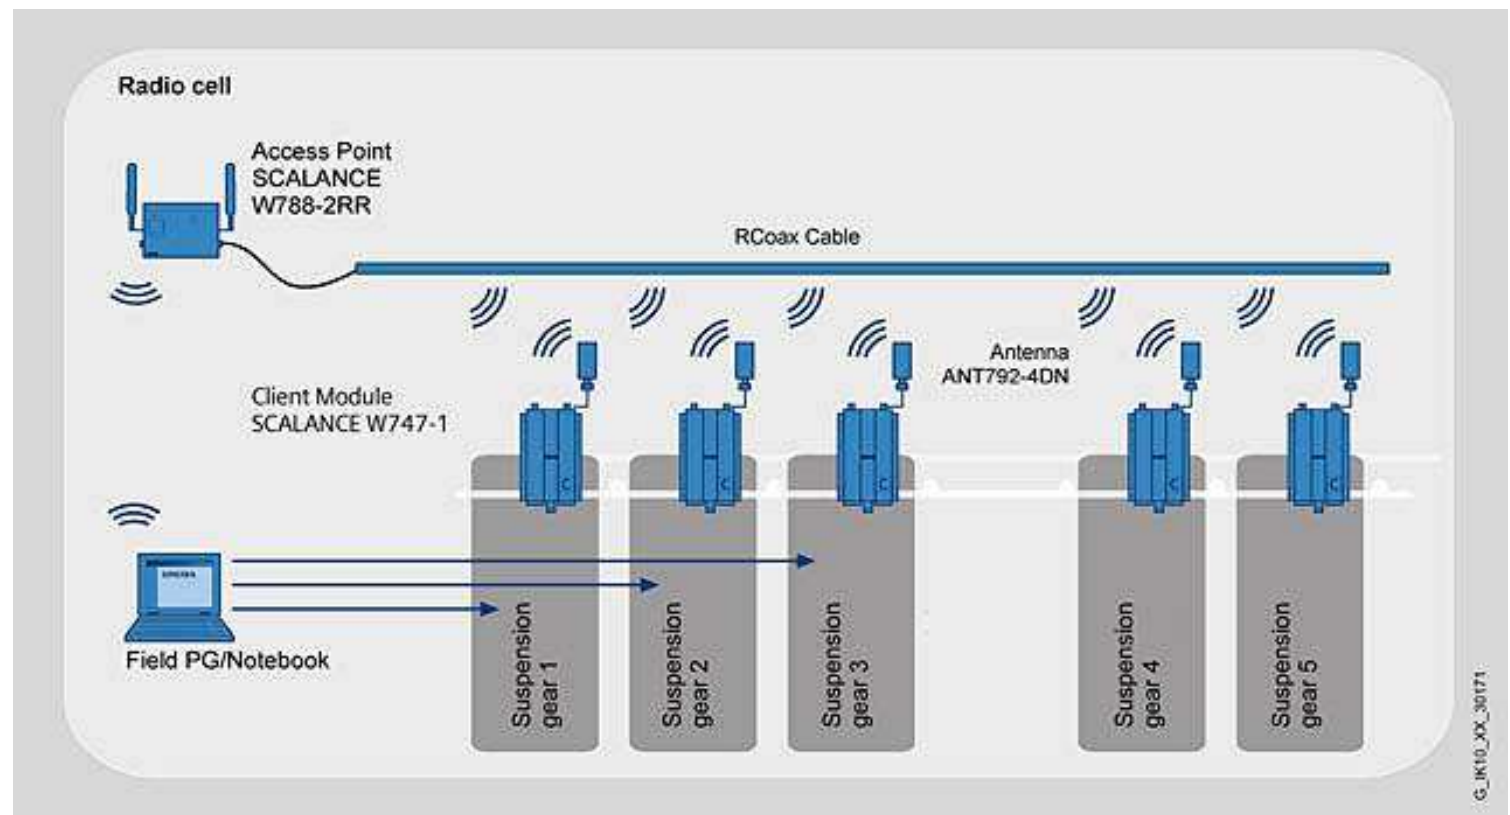 Radio cell
Access Point
SCALANCE
W788-2RR
RCoax Cable
Antenna
ANT792-4DN
Client Module
SCALANCE W747-1
C
C
C
C
C
Field PG/Notebook
Suspension
gear 1
Suspension
gear 2
Suspension
gear 3
Suspension
gear 4
Suspension
gear 5
G_IK10_XX_30171